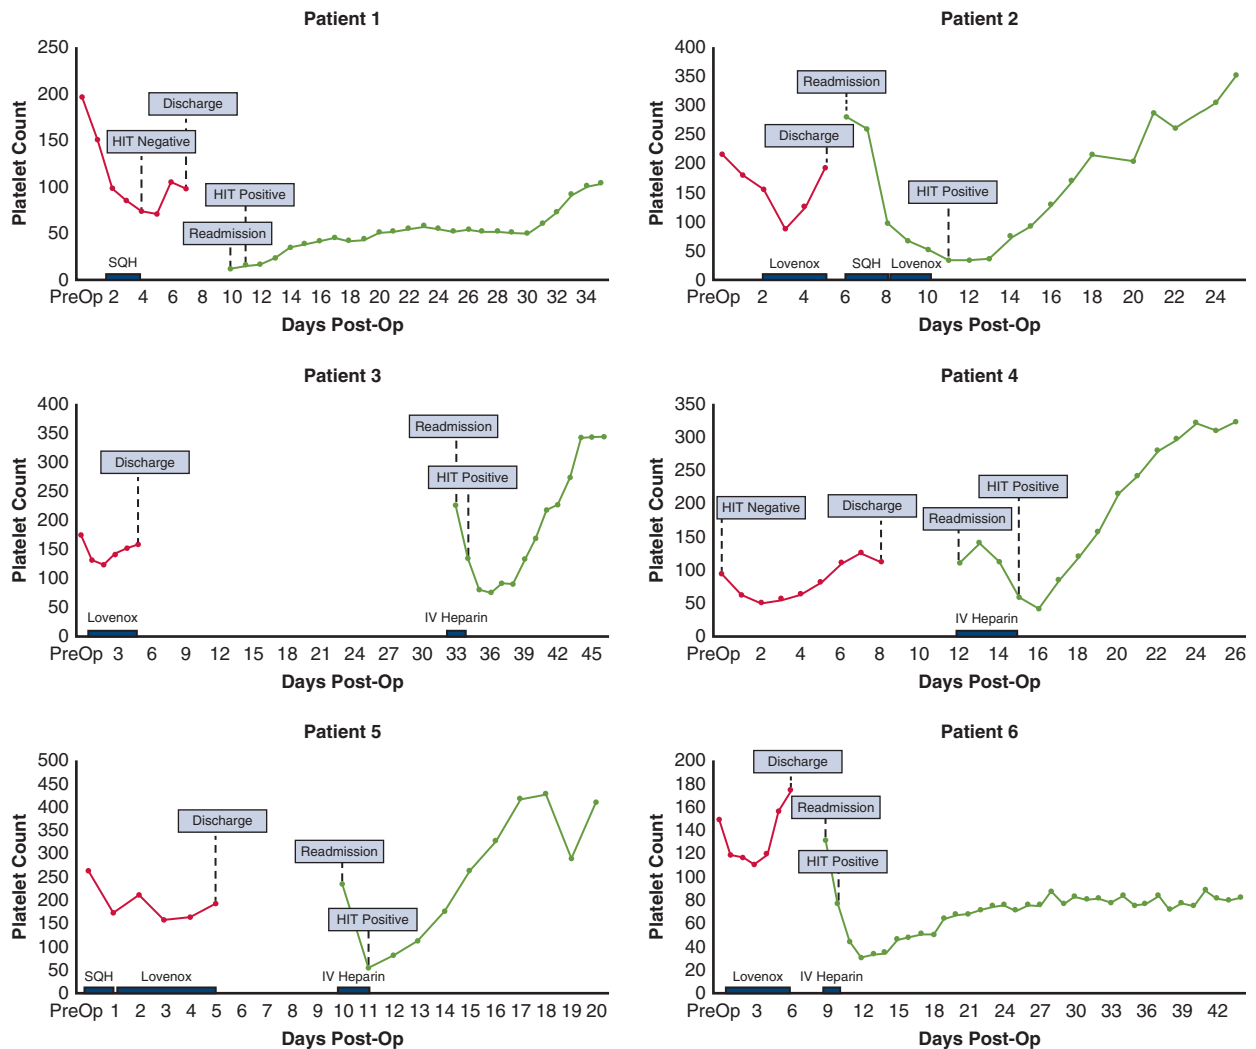 Patient 1
Platelet Count
250
200
150
100
50
0
Discharge
HIT Negative
HIT Positive
Readmission
SQH
PreOp 2 4 6 8 10 12 14 16 18 20 22 24 26 28 30 32 34
Days Post-Op
Patient 2
Platelet Count
400
350
300
250
200
150
100
50
0
Readmission
Discharge
HIT Positive
Lovenox SQH Lovenox
PreOp 2 4 6 8 10 12 14 16 18 20 22 24
Days Post-Op
Patient 3
Platelet Count
400
350
300
250
200
150
100
50
0
Readmission
Discharge
HIT Positive
Lovenox IV Heparin
PreOp 3 6 9 12 15 18 21 24 27 30 33 36 39 42 45
Days Post-Op
Patient 4
Platelet Count
350
300
250
200
150
100
50
0
HIT Positive
HIT Negative Discharge
Readmission
IV Heparin
PreOp 2 4 6 8 12 14 16 18 20 22 24 26
Days Post-Op
Patient 5
Platelet Count
500
450
400
350
300
250
200
150
100
50
0
Discharge
Readmission
HIT Positive
SQH Lovenox IV Heparin
PreOp 1 2 3 4 5 6 7 8 9 10 11 12 13 14 15 16 17 18 19 20
Days Post-Op
Patient 6
Platelet Count
200
180
160
140
120
100
80
60
40
20
0
Discharge
Readmission
HIT Positive
Lovenox IV Heparin
PreOp 3 6 9 12 15 18 21 24 27 30 33 36 39 42
Days Post-Op